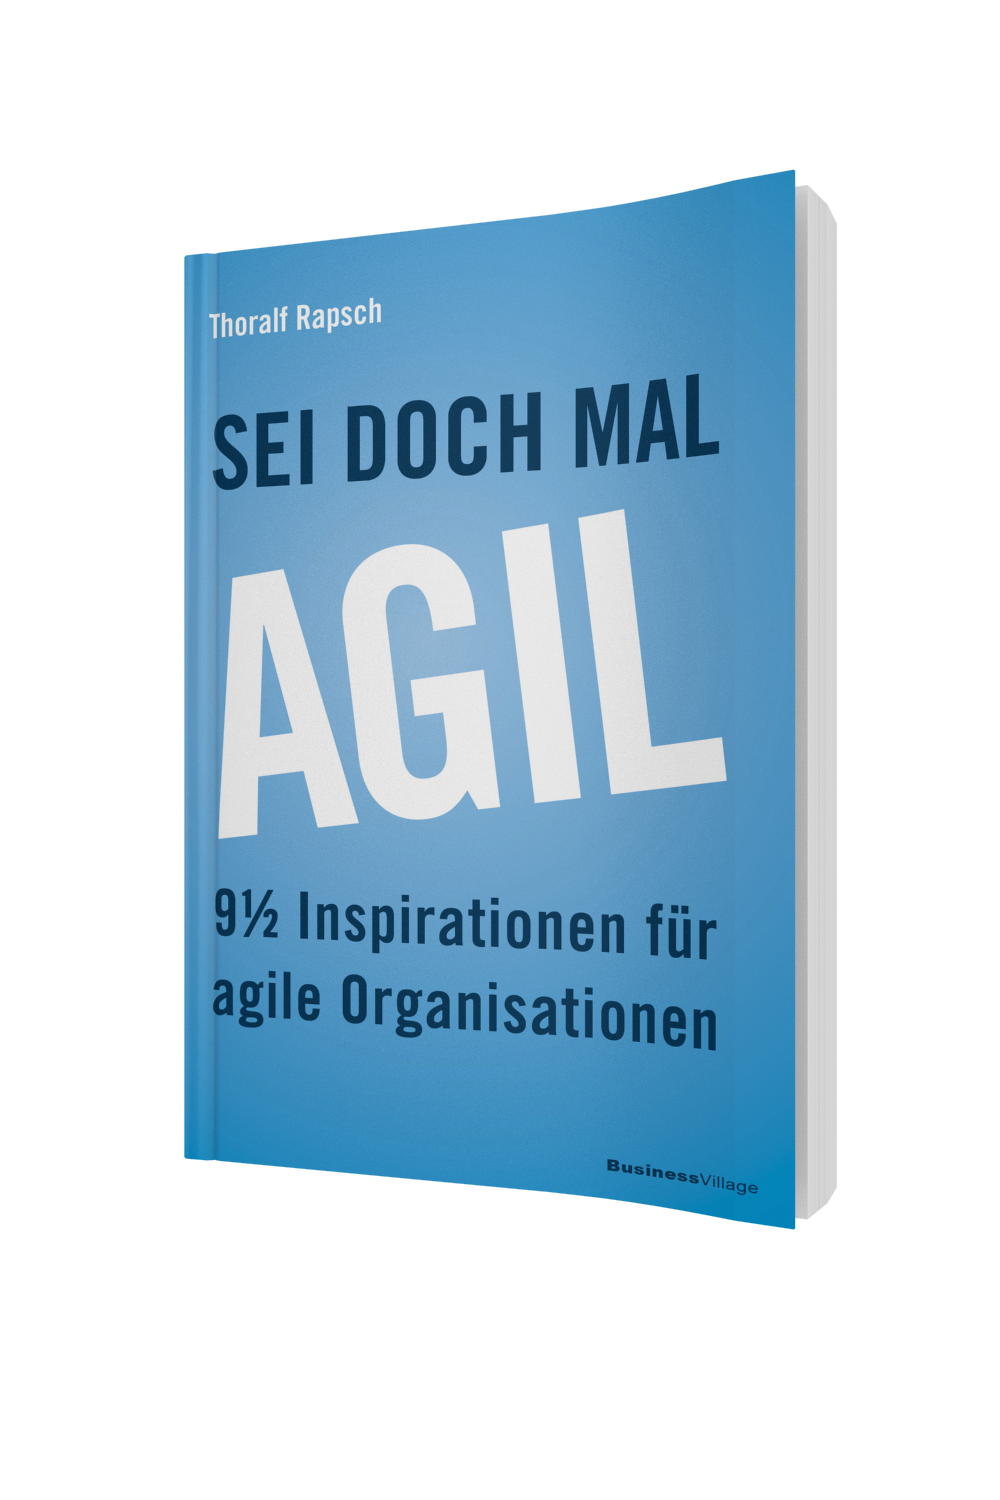 Thoralf Rapsch
SEI DOCH MAL
AGIL
9½ Inspirationen für
agile Organisationen
BusinessVillage